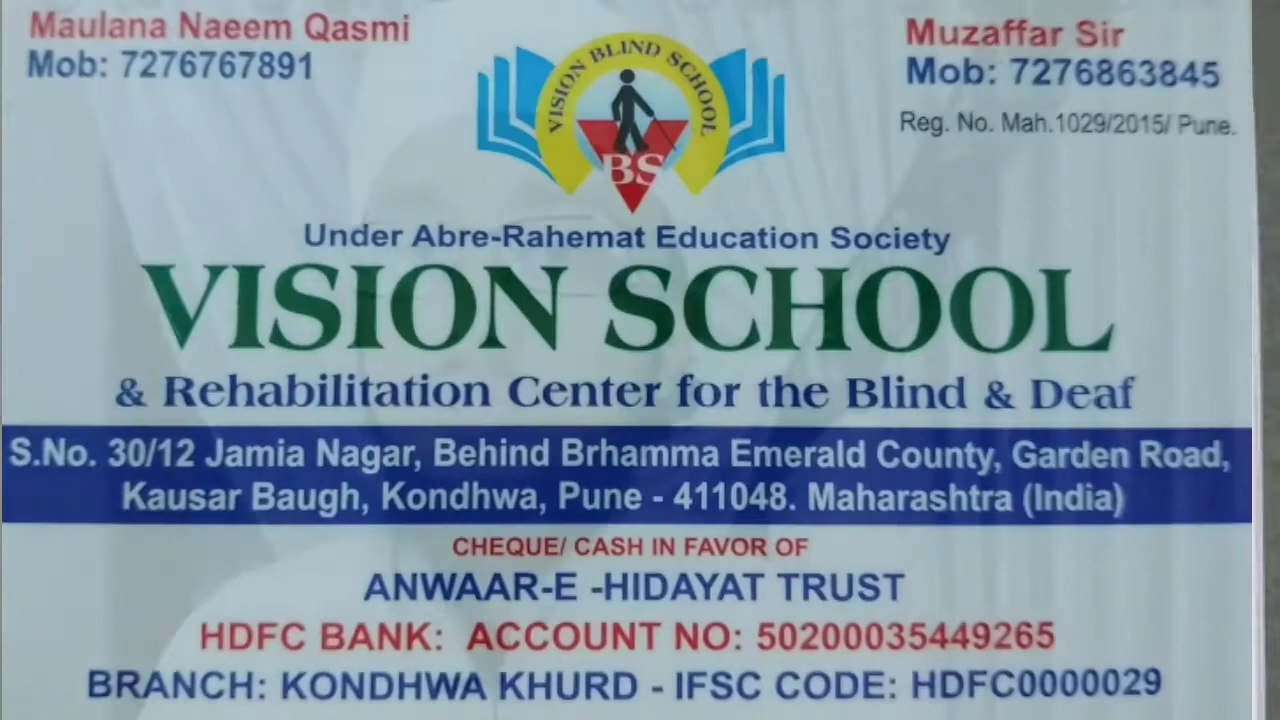 Maulana Naeem Qasmi
Mob: 7276767891
VISION BLIND SCHOOL
BS
Muzaffar Sir
Mob: 7276863845
Reg. No. Mah.1029/2015/ Pune.
Under Abre-Rahemat Education Society
VISION SCHOOL
& Rehabilitation Center for the Blind & Deaf
S.No. 30/12 Jamia Nagar, Behind Brhamma Emerald County, Garden Road,
Kausar Baugh, Kondhwa, Pune - 411048. Maharashtra (India)
CHEQUE/ CASH IN FAVOR OF
ANWAAR-E -HIDAYAT TRUST
HDFC BANK: ACCOUNT NO: 50200035449265
BRANCH: KONDHWA KHURD - IFSC CODE: HDFC0000029